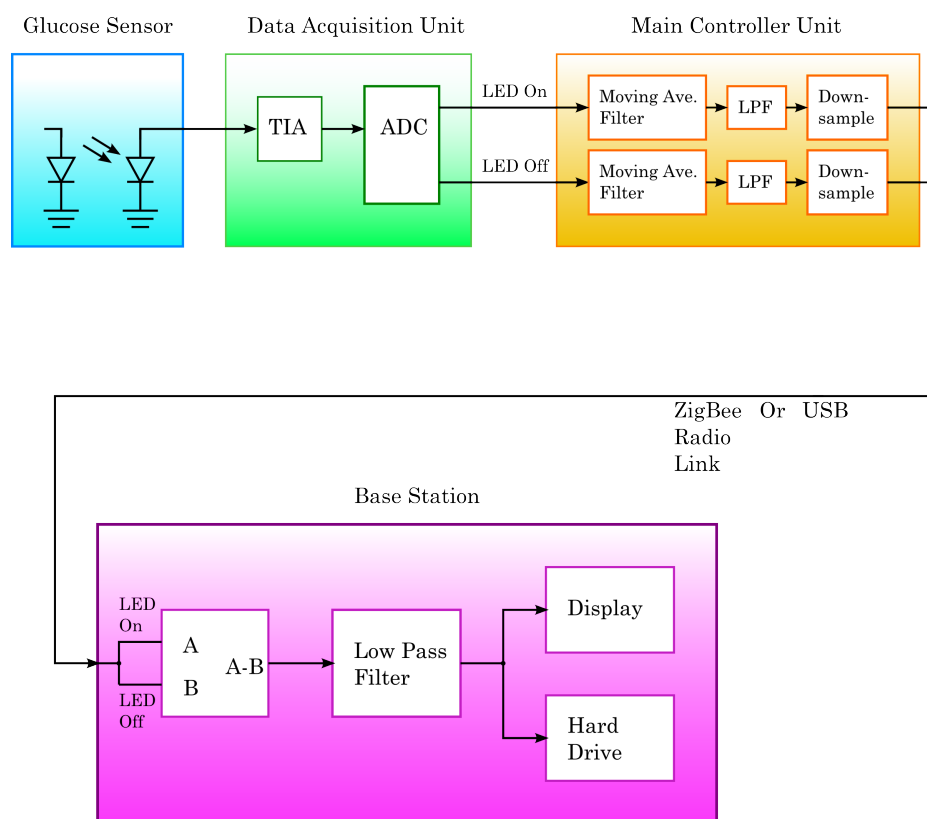 Glucose Sensor
Data Acquisition Unit
Main Controller Unit
TIA
ADC
LED On
LED Off
Moving Ave.
Filter
LPF
Down-
sample
Moving Ave.
Filter
LPF
Down-
sample
ZigBee Or USB
Radio
Link
Base Station
LED
On
LED
Off
A
B
A-B
Low Pass
Filter
Display
Hard
Drive